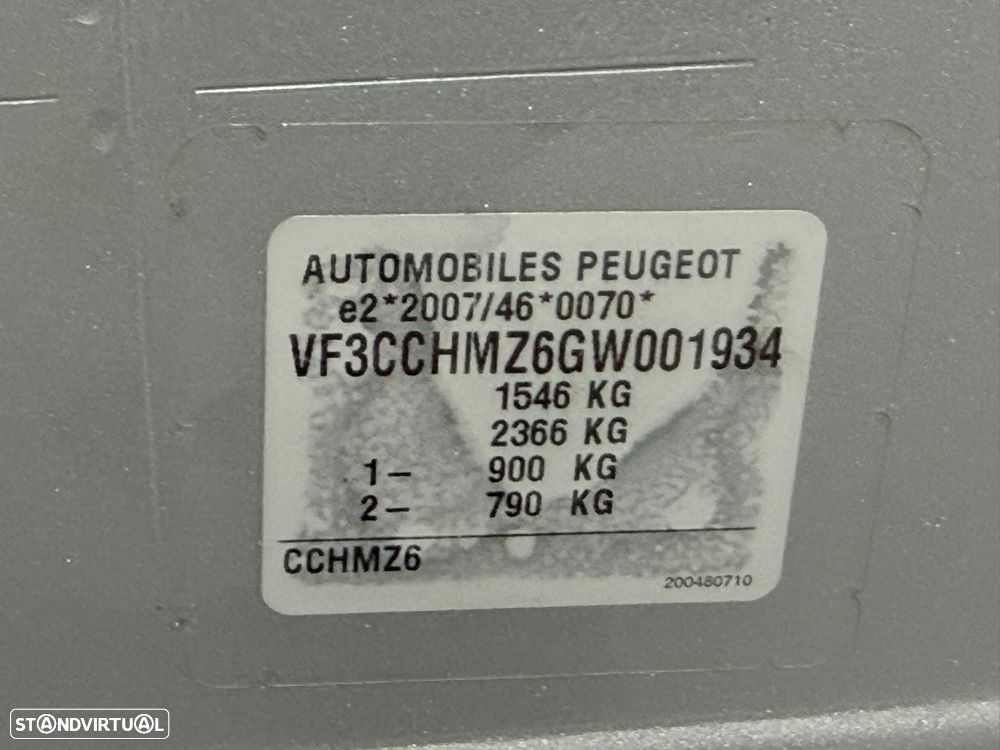 AUTOMOBILES PEUGEOT
e2*2007/46*0070*
VF3CCHMZ6GW001934
1546 KG
2366 KG
1– 900 KG
2– 790 KG
CCHMZ6
200480710
STANDVIRTUAL